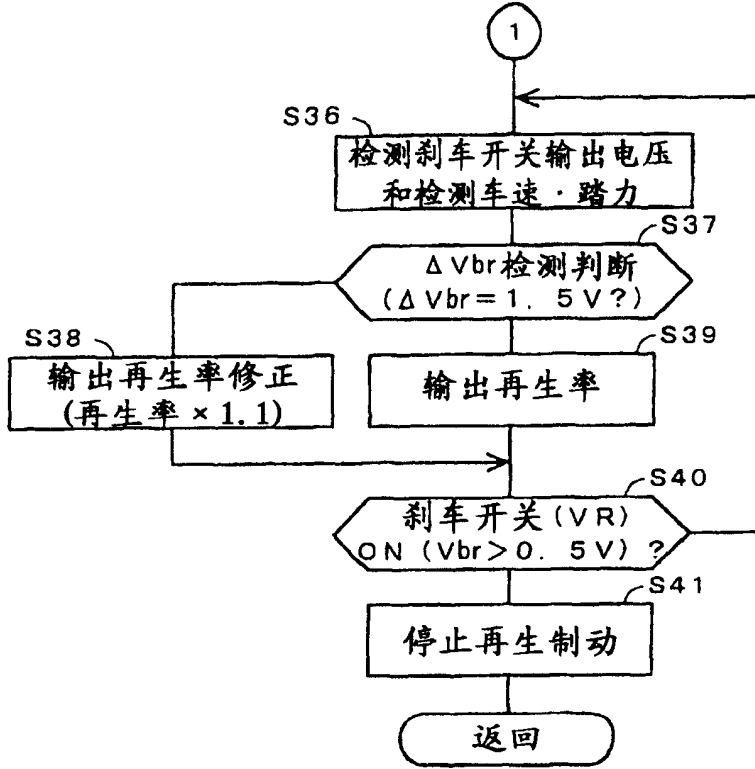 1
S36
检测刹车开关输出电压
和检测车速·踏力
S37
ΔVbr检测判断
(ΔVbr=1.5V?)
S38
输出再生率修正
(再生率×1.1)
S39
输出再生率
S40
刹车开关(VR)
ON(Vbr>0.5V)?
S41
停止再生制动
返回